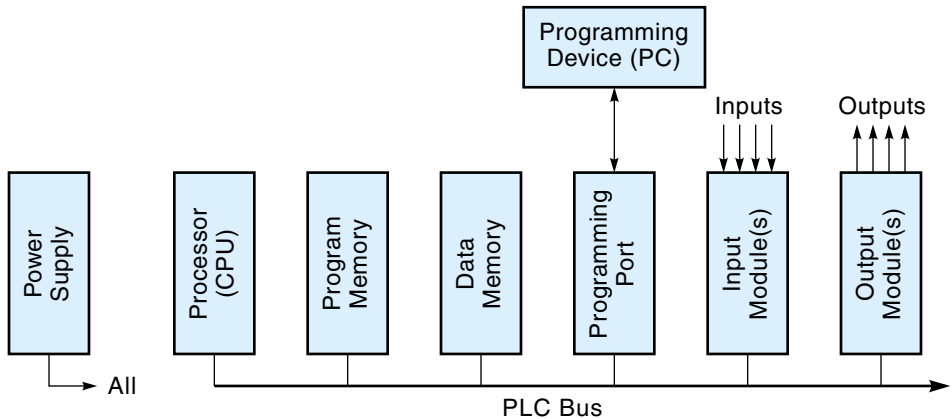 Programming
Device (PC)
Inputs
Outputs
Power
Supply
Processor
(CPU)
Program
Memory
Data
Memory
Programming
Port
Input
Module(s)
Output
Module(s)
All
PLC Bus